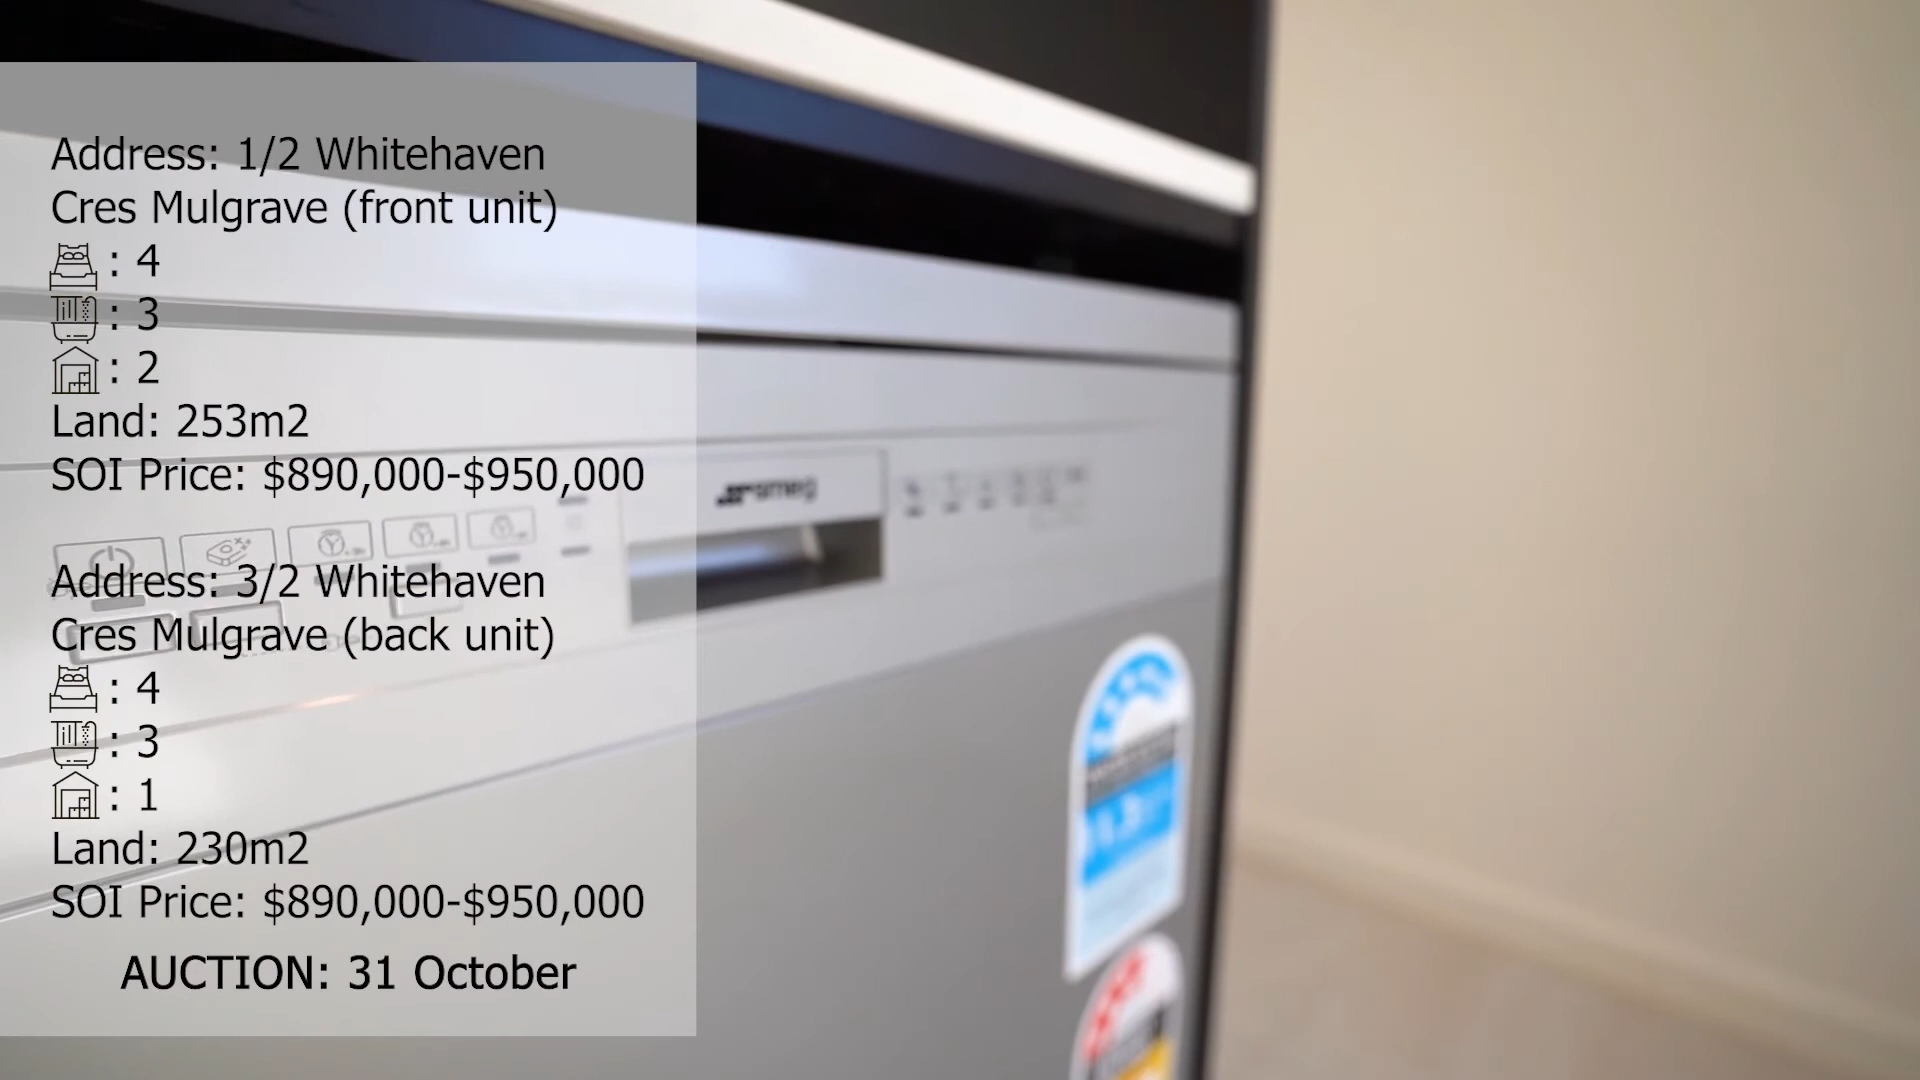 Address: 1/2 Whitehaven
Cres Mulgrave (front unit)
: 4
: 3
: 2
Land: 253m2
SOI Price: $890,000-$950,000
smeg
Address: 3/2 Whitehaven
Cres Mulgrave (back unit)
: 4
: 3
: 1
Land: 230m2
SOI Price: $890,000-$950,000
AUCTION: 31 October